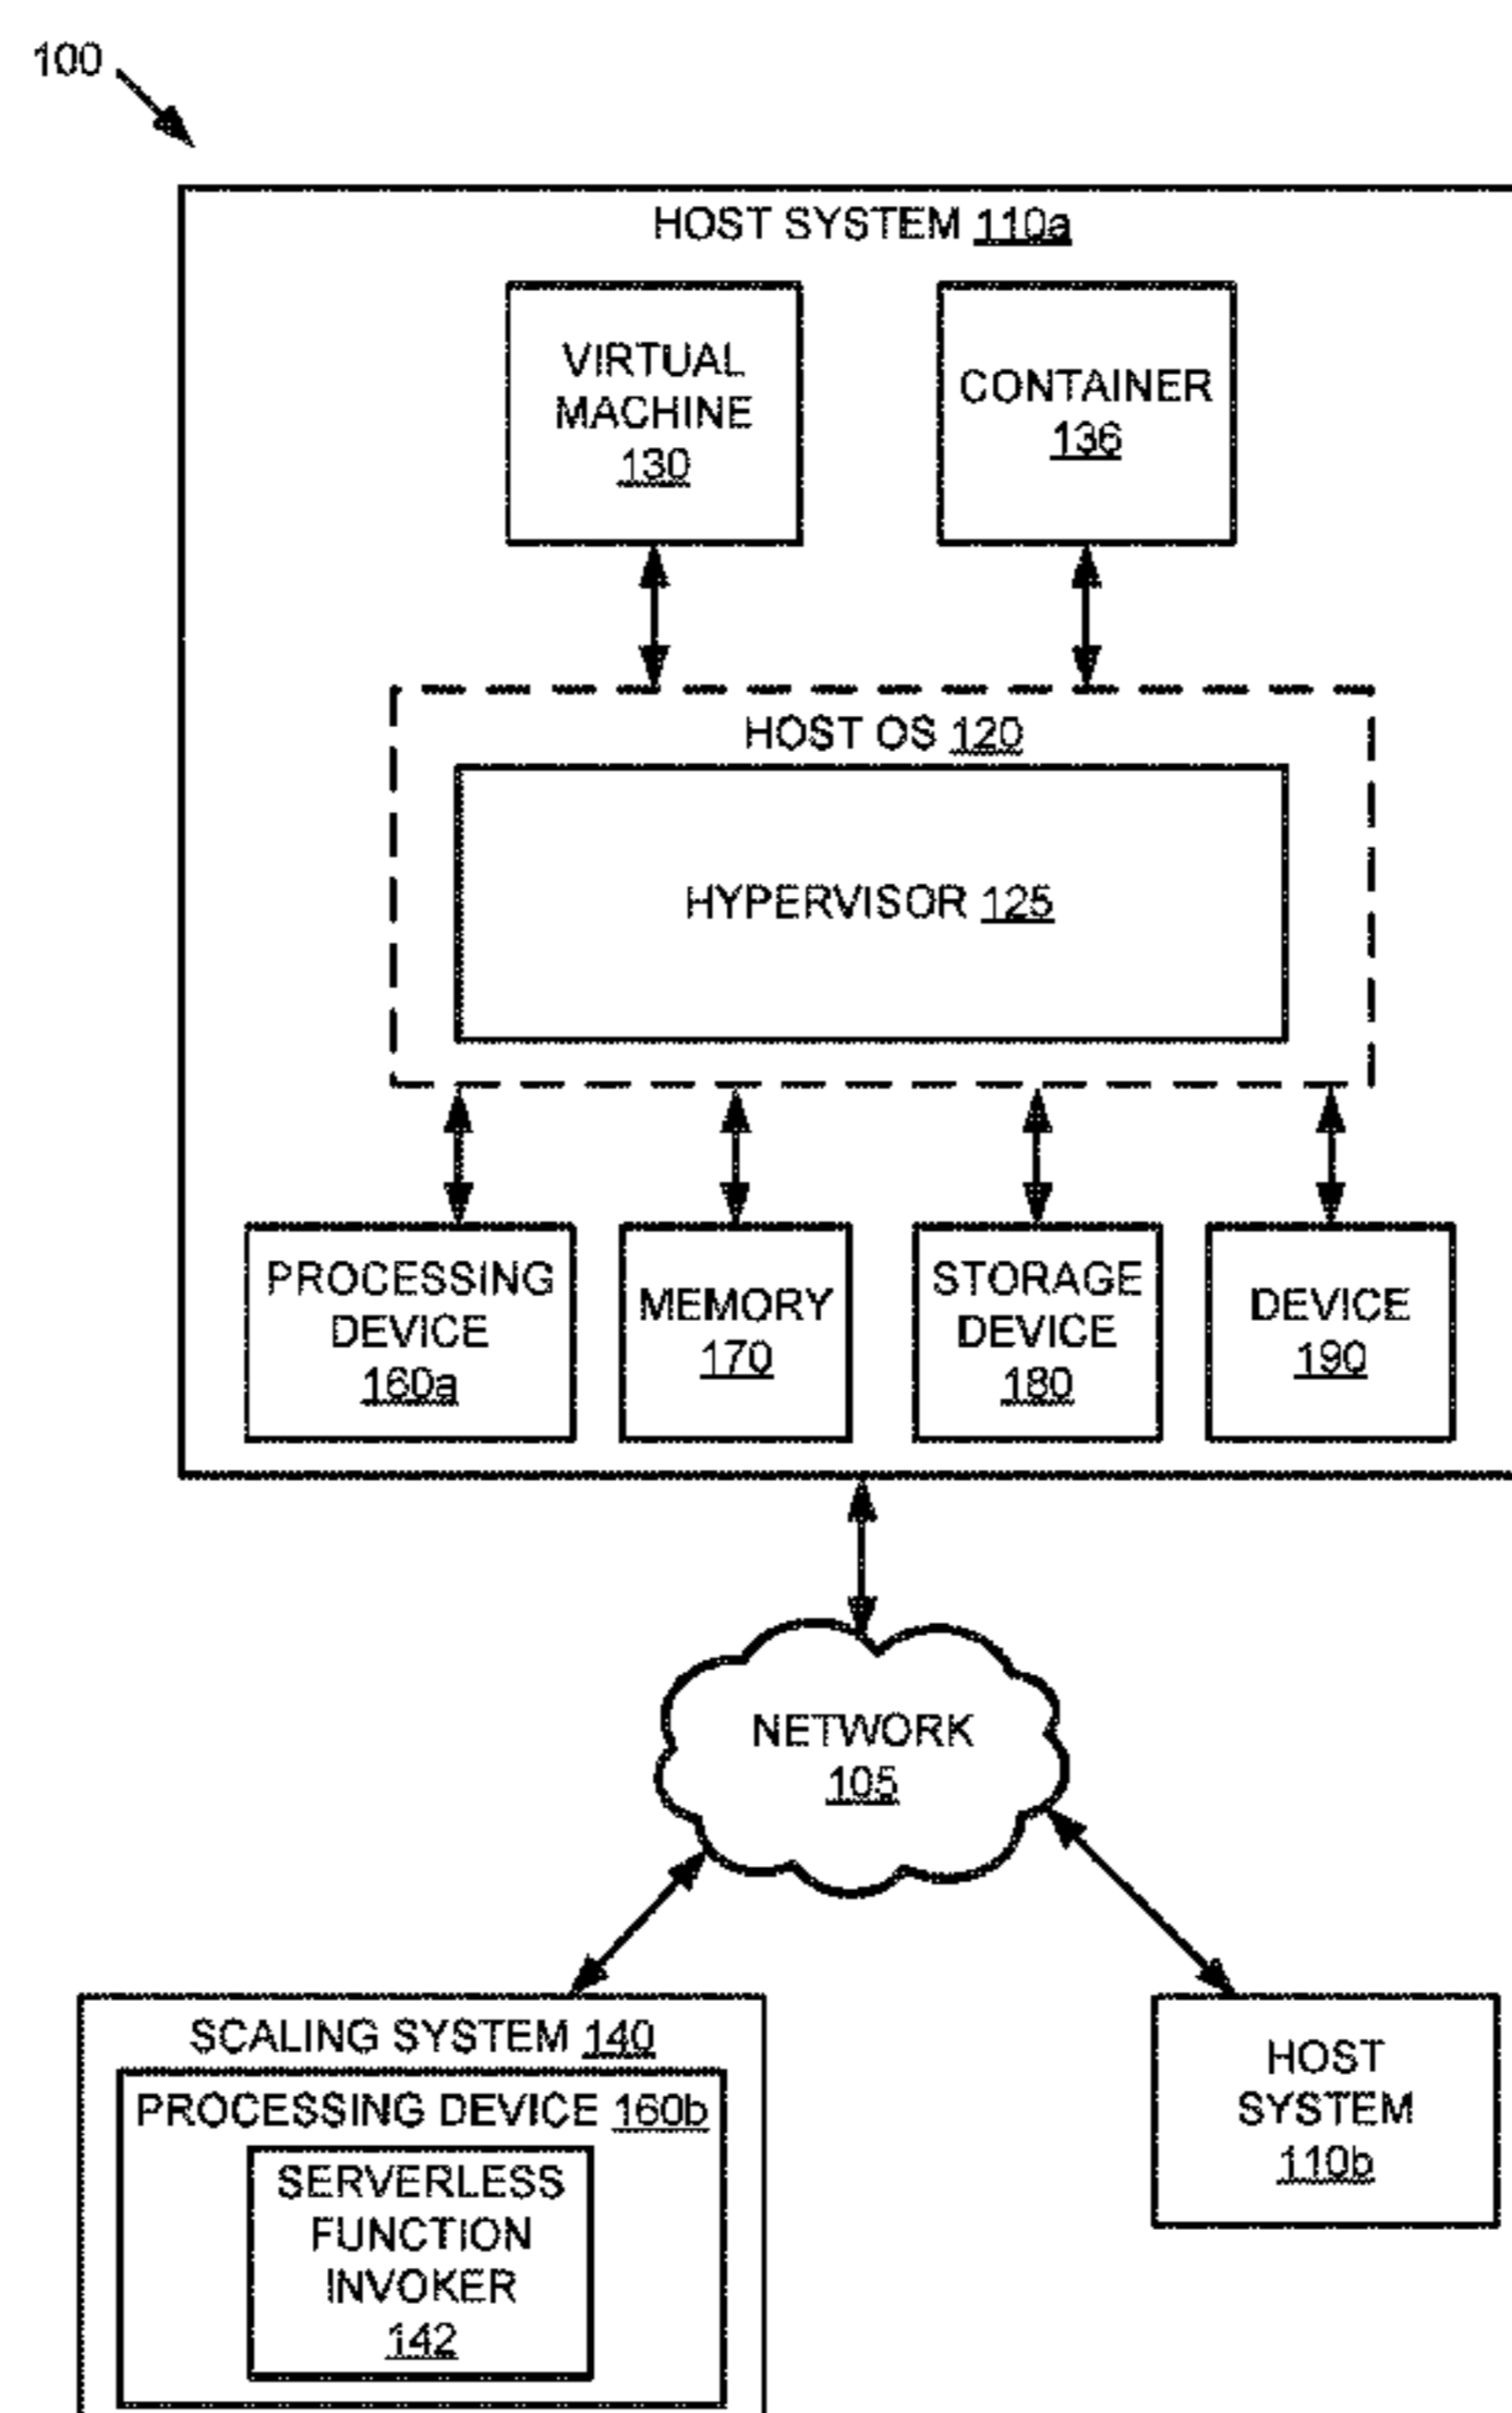 100
HOST SYSTEM 110a
VIRTUAL
MACHINE
130
CONTAINER
136
HOST OS 120
HYPERVISOR 125
PROCESSING
DEVICE
160a
MEMORY
170
STORAGE
DEVICE
180
DEVICE
190
NETWORK
105
SCALING SYSTEM 140
PROCESSING DEVICE 160b
SERVERLESS
FUNCTION
INVOKER
142
HOST
SYSTEM
110b